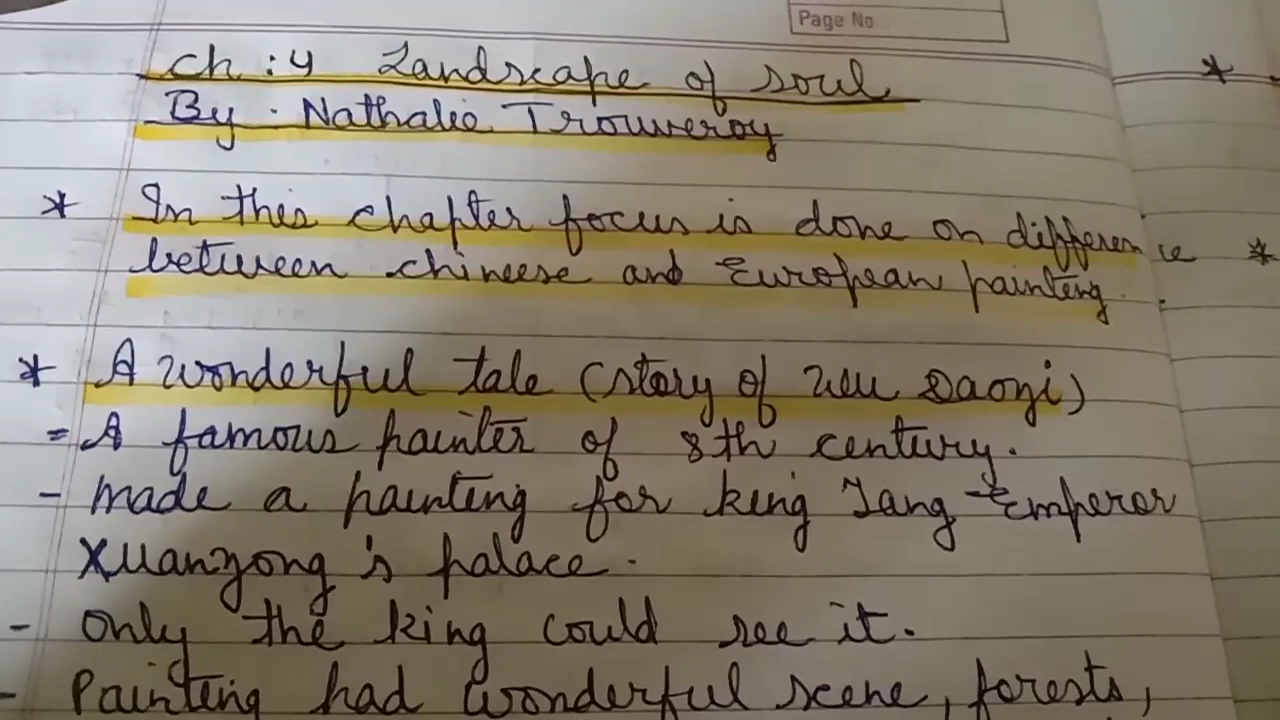 Page No.
Ch : 4 Landscape of soul
By . Nathalie Trouveroy
* In this chapter focus is done on difference
between chineese and European painting.
* A wonderful tale (story of Wu Daozi)
= A famous painter of 8th century.
- made a painting for king Tang Emperor
Xuanzong's palace.
- only the king could see it.
- Painting had wonderful scene, forests,
*
*